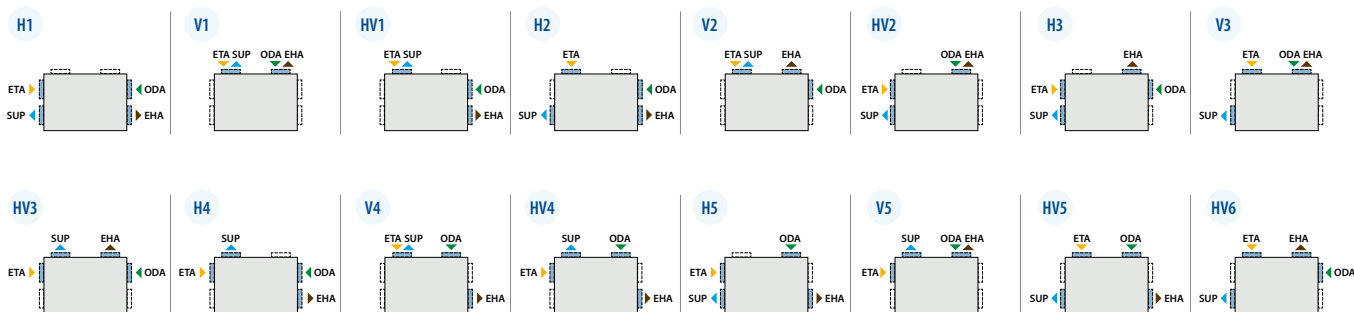 H1 V1 HV1 H2 V2 HV2 H3 V3
ETA SUP ODA EHA ETA SUP ETA ETA SUP EHA ODA EHA EHA ETA ODA EHA
ETA ODA ODA ODA ODA ETA ETA ODA
SUP EHA EHA SUP EHA SUP SUP SUP
HV3 H4 V4 HV4 H5 V5 HV5 HV6
SUP EHA SUP ETA SUP ODA SUP ODA ODA SUP ODA EHA ETA ODA ETA EHA
ETA ODA ETA ODA ETA ETA ETA ODA
EHA EHA EHA SUP EHA SUP EHA SUP